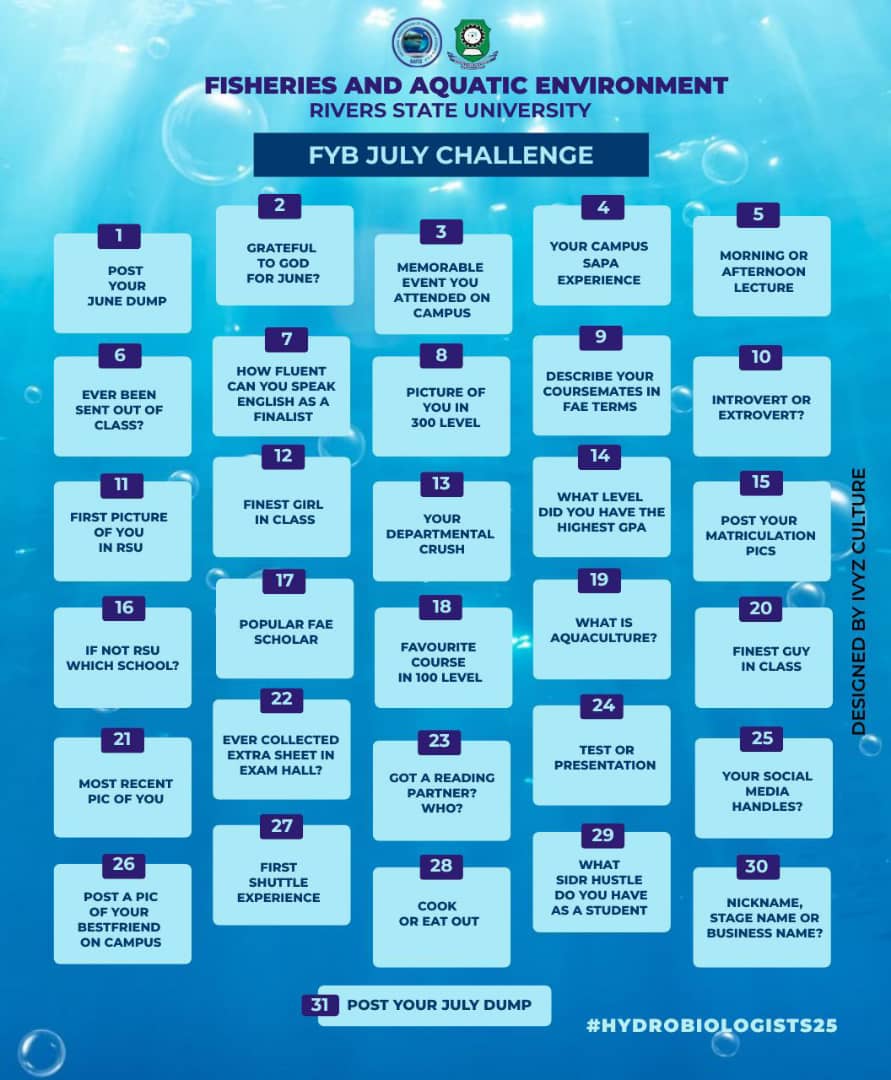 FISHERIES AND AQUATIC ENVIRONMENT
RIVERS STATE UNIVERSITY
FYB JULY CHALLENGE
1
POST
YOUR
JUNE DUMP
2
GRATEFUL
TO GOD
FOR JUNE?
3
MEMORABLE
EVENT YOU
ATTENDED ON
CAMPUS
4
YOUR CAMPUS
SAPA
EXPERIENCE
5
MORNING OR
AFTERNOON
LECTURE
6
EVER BEEN
SENT OUT OF
CLASS?
7
HOW FLUENT
CAN YOU SPEAK
ENGLISH AS A
FINALIST
8
PICTURE OF
YOU IN
300 LEVEL
9
DESCRIBE YOUR
COURSEMATES IN
FAE TERMS
10
INTROVERT OR
EXTROVERT?
11
FIRST PICTURE
OF YOU
IN RSU
12
FINEST GIRL
IN CLASS
13
YOUR
DEPARTMENTAL
CRUSH
14
WHAT LEVEL
DID YOU HAVE THE
HIGHEST GPA
15
POST YOUR
MATRICULATION
PICS
16
IF NOT RSU
WHICH SCHOOL?
17
POPULAR FAE
SCHOLAR
18
FAVOURITE
COURSE
IN 100 LEVEL
19
WHAT IS
AQUACULTURE?
20
FINEST GUY
IN CLASS
21
MOST RECENT
PIC OF YOU
22
EVER COLLECTED
EXTRA SHEET IN
EXAM HALL?
23
GOT A READING
PARTNER?
WHO?
24
TEST OR
PRESENTATION
25
YOUR SOCIAL
MEDIA
HANDLES?
26
POST A PIC
OF YOUR
BESTFRIEND
ON CAMPUS
27
FIRST
SHUTTLE
EXPERIENCE
28
COOK
OR EAT OUT
29
WHAT
SIDR HUSTLE
DO YOU HAVE
AS A STUDENT
30
NICKNAME,
STAGE NAME OR
BUSINESS NAME?
31 POST YOUR JULY DUMP
#HYDROBIOLOGISTS25
DESIGNED BY IVYZ CULTURE